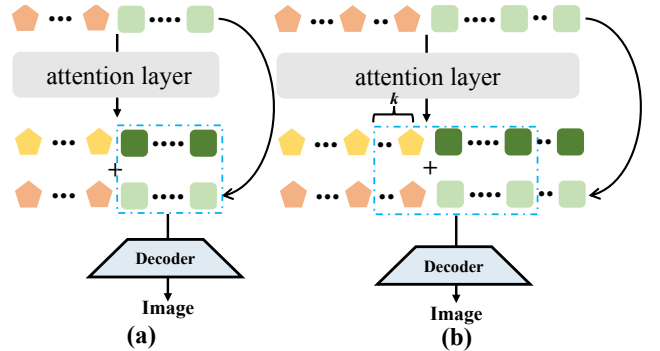 attention layer
+
Decoder
Image
(a)
attention layer
k
+
Decoder
Image
(b)